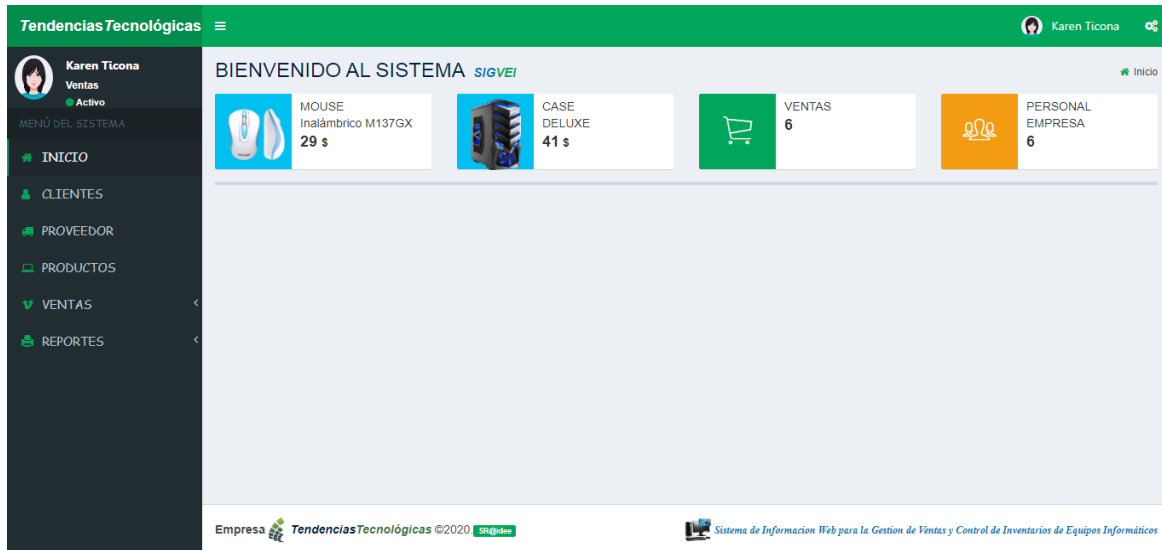 TendenciasTecnológicas
Karen Ticona
Karen Ticona
Ventas
Activo
MENÚ DEL SISTEMA
INICIO
CLIENTES
PROVEEDOR
PRODUCTOS
VENTAS
REPORTES
BIENVENIDO AL SISTEMA SIGVEI
Inicio
MOUSE
Inalámbrico M137GX
29 $
CASE
DELUXE
41 $
VENTAS
6
PERSONAL
EMPRESA
6
Empresa TendenciasTecnológicas ©2020 SR@idee
Sistema de Informacion Web para la Gestion de Ventas y Control de Inventarios de Equipos Informáticos